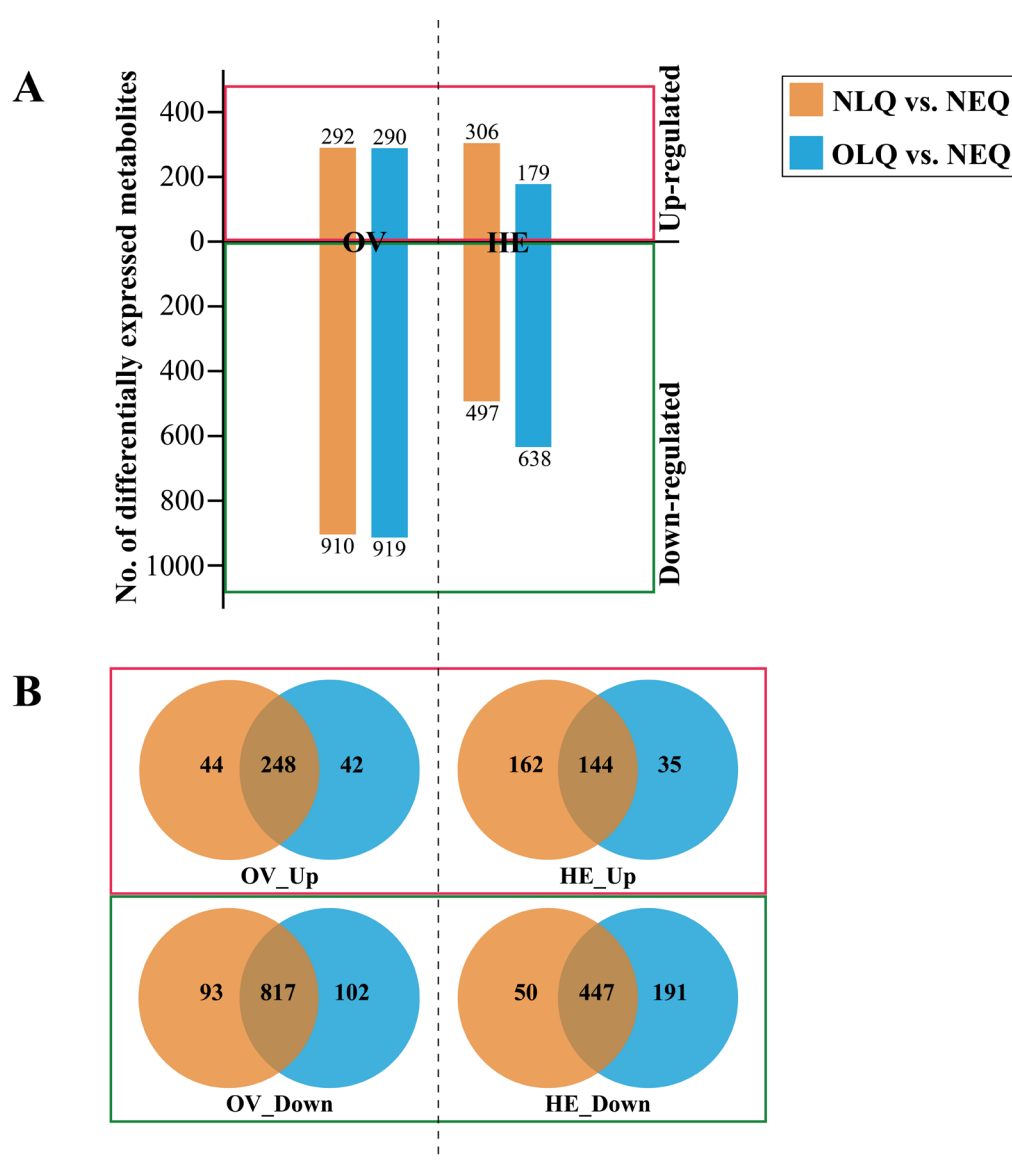 A
No. of differentially expressed metabolites
400
200
0
200
400
600
800
1000
292
290
306
179
OV
HE
910
919
497
638
Up-regulated
Down-regulated
NLQ vs. NEQ
OLQ vs. NEQ
B
44 248 42
OV_Up
162 144 35
HE_Up
93 817 102
OV_Down
50 447 191
HE_Down